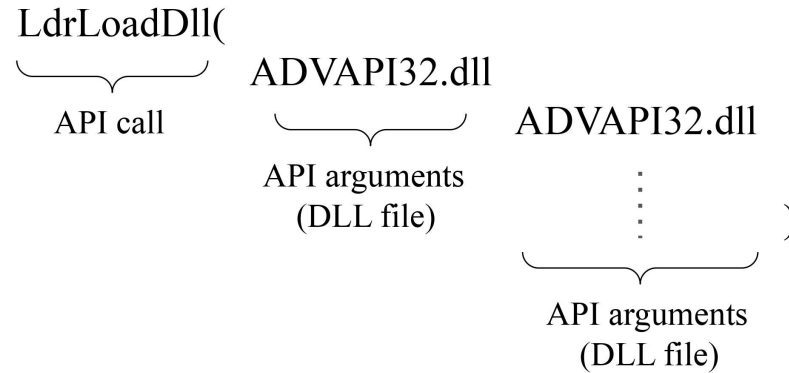 LdrLoadDll(
API call
ADVAPI32.dll
API arguments
(DLL file)
ADVAPI32.dll
)
API arguments
(DLL file)